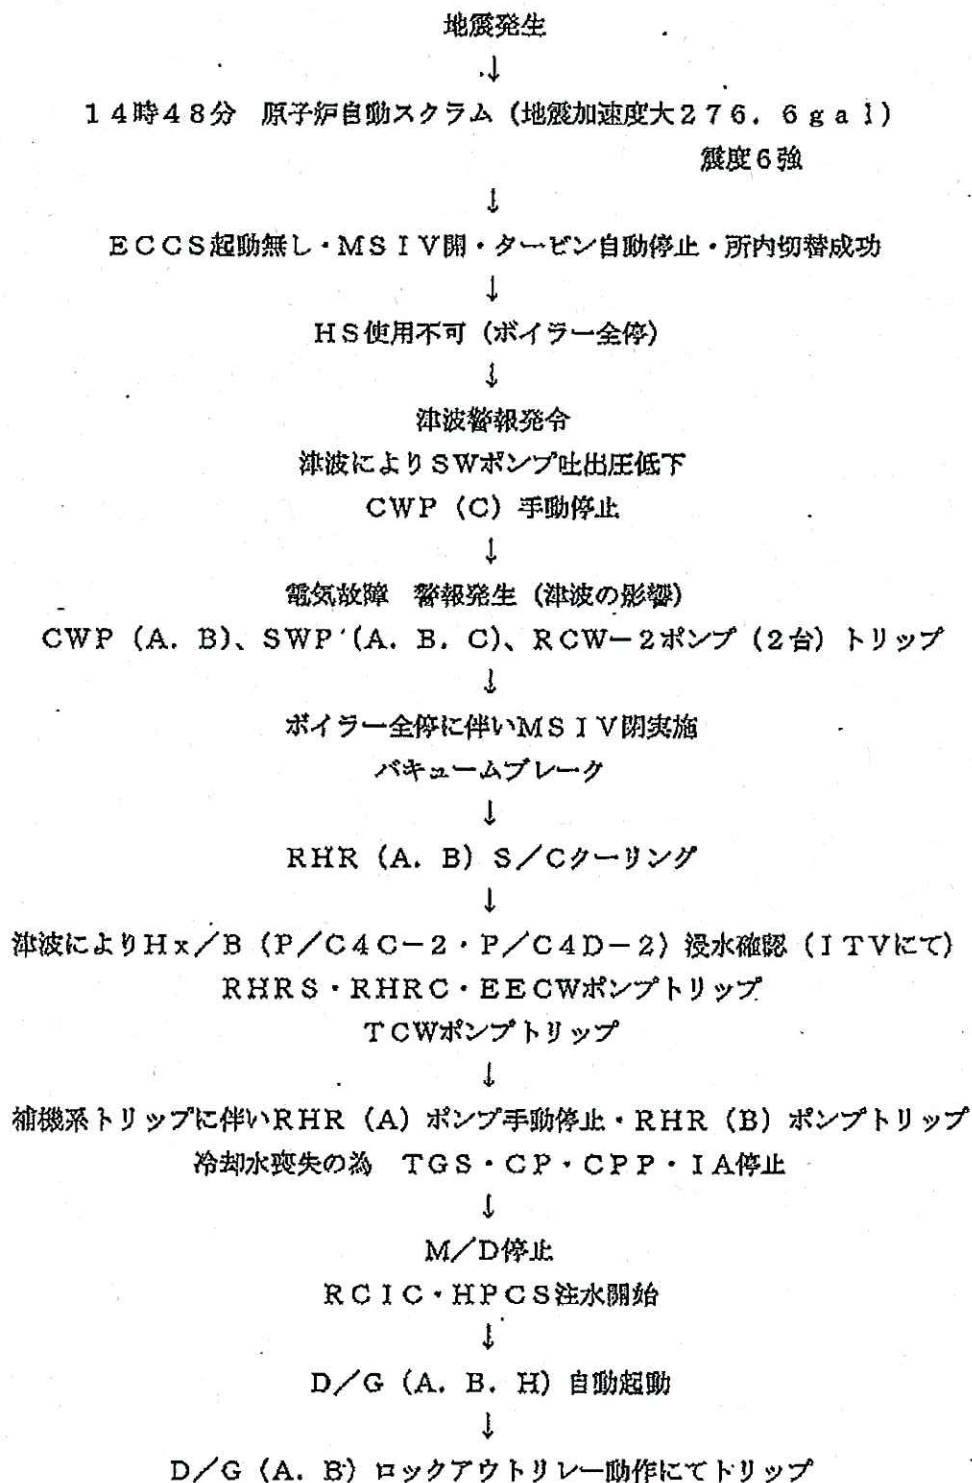 地震発生
↓
14時48分　原子炉自動スクラム（地震加速度大276．6gal）
震度6強
↓
ECCS起動無し・MSIV開・タービン自動停止・所内切替成功
↓
HS使用不可（ボイラー全停）
↓
津波警報発令
津波によりSWポンプ吐出圧低下
CWP（C）手動停止
↓
電気故障　警報発生（津波の影響）
CWP（A．B）、SWP（A．B．C）、RCW－2ポンプ（2台）トリップ
↓
ボイラー全停に伴いMSIV閉実施
バキュームブレーク
↓
RHR（A．B）S／Cクーリング
↓
津波によりHx／B（P／C4C－2・P／C4D－2）浸水確認（ITVにて）
RHRS・RHRC・EECWポンプトリップ
TCWポンプトリップ
↓
補機系トリップに伴いRHR（A）ポンプ手動停止・RHR（B）ポンプトリップ
冷却水喪失の為　TGS・CP・CPP・IA停止
↓
M／D停止
RCIC・HPCS注水開始
↓
D／G（A．B．H）自動起動
↓
D／G（A．B）ロックアウトリレー動作にてトリップ